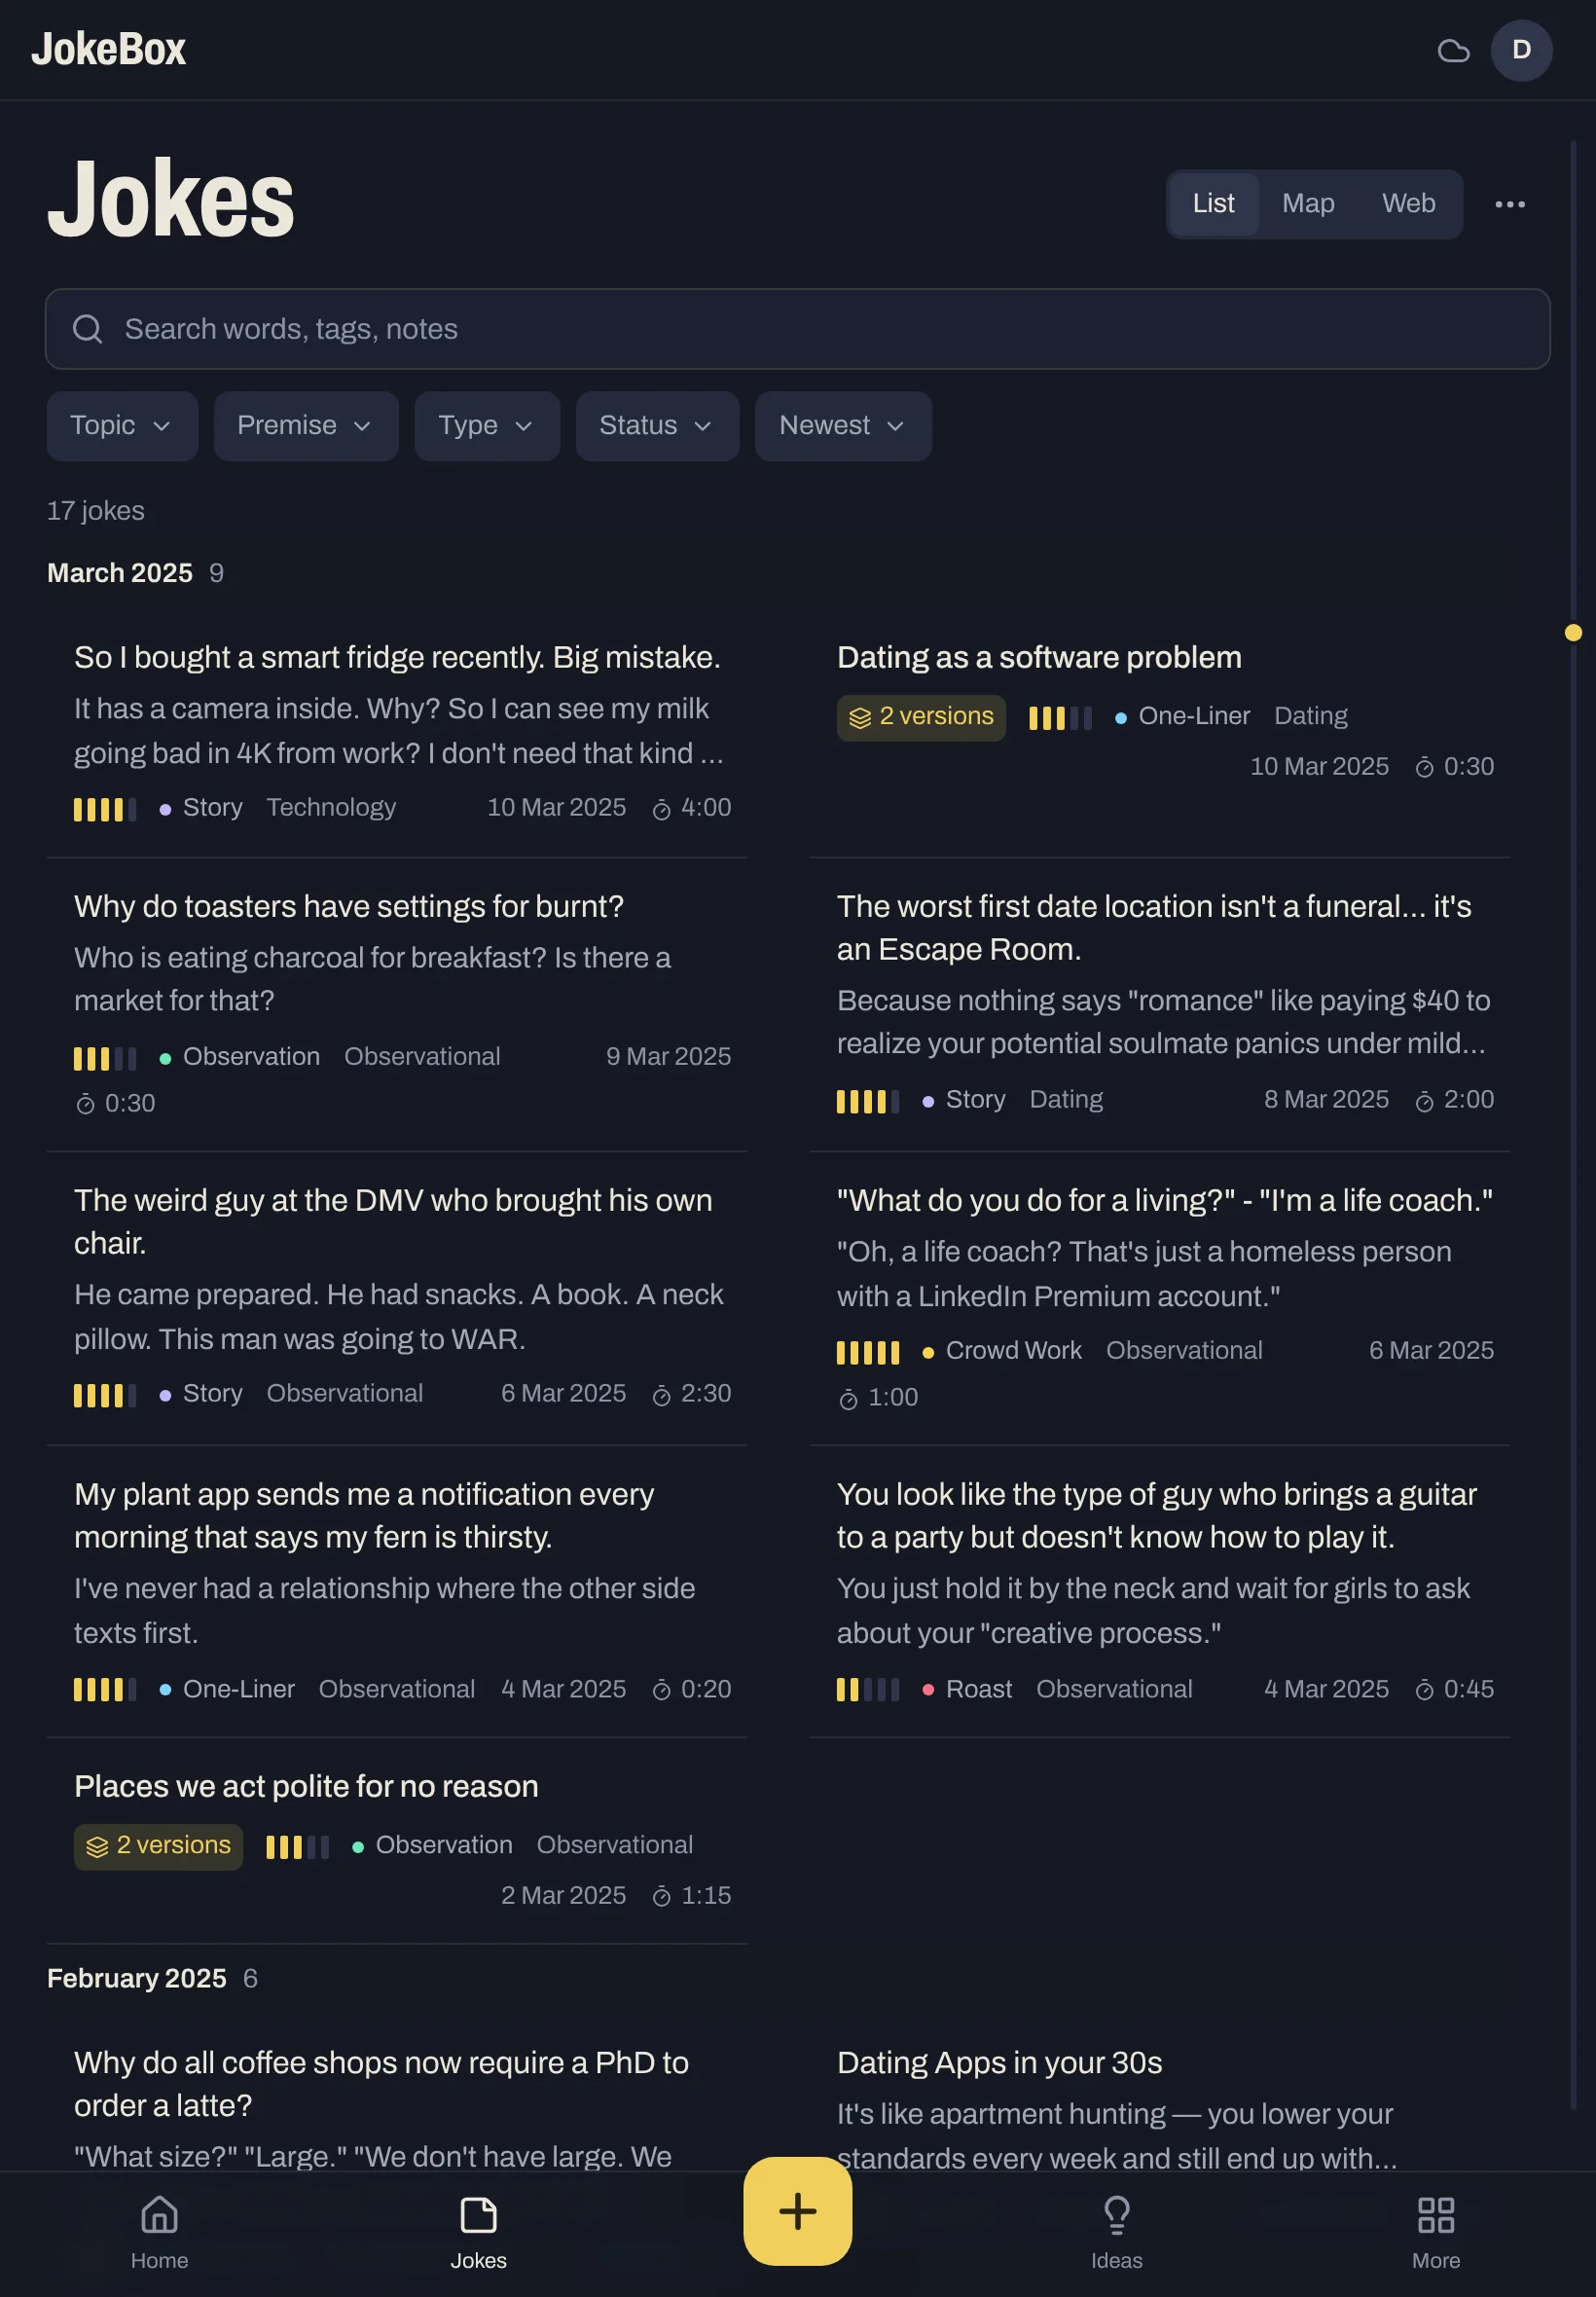 JokeBox
D
Jokes
List Map Web
Search words, tags, notes
Topic Premise Type Status Newest
17 jokes
March 2025 9
So I bought a smart fridge recently. Big mistake.
It has a camera inside. Why? So I can see my milk
going bad in 4K from work? I don't need that kind ...
Story Technology 10 Mar 2025 4:00
Dating as a software problem
2 versions One-Liner Dating
10 Mar 2025 0:30
Why do toasters have settings for burnt?
Who is eating charcoal for breakfast? Is there a
market for that?
Observation Observational 9 Mar 2025
0:30
The worst first date location isn't a funeral... it's
an Escape Room.
Because nothing says "romance" like paying $40 to
realize your potential soulmate panics under mild...
Story Dating 8 Mar 2025 2:00
The weird guy at the DMV who brought his own
chair.
He came prepared. He had snacks. A book. A neck
pillow. This man was going to WAR.
Story Observational 6 Mar 2025 2:30
"What do you do for a living?" - "I'm a life coach."
"Oh, a life coach? That's just a homeless person
with a LinkedIn Premium account."
Crowd Work Observational 6 Mar 2025
1:00
My plant app sends me a notification every
morning that says my fern is thirsty.
I've never had a relationship where the other side
texts first.
One-Liner Observational 4 Mar 2025 0:20
You look like the type of guy who brings a guitar
to a party but doesn't know how to play it.
You just hold it by the neck and wait for girls to ask
about your "creative process."
Roast Observational 4 Mar 2025 0:45
Places we act polite for no reason
2 versions Observation Observational
2 Mar 2025 1:15
February 2025 6
Why do all coffee shops now require a PhD to
order a latte?
"What size?" "Large." "We don't have large. We
Dating Apps in your 30s
It's like apartment hunting — you lower your
standards every week and still end up with...
Home Jokes Ideas More